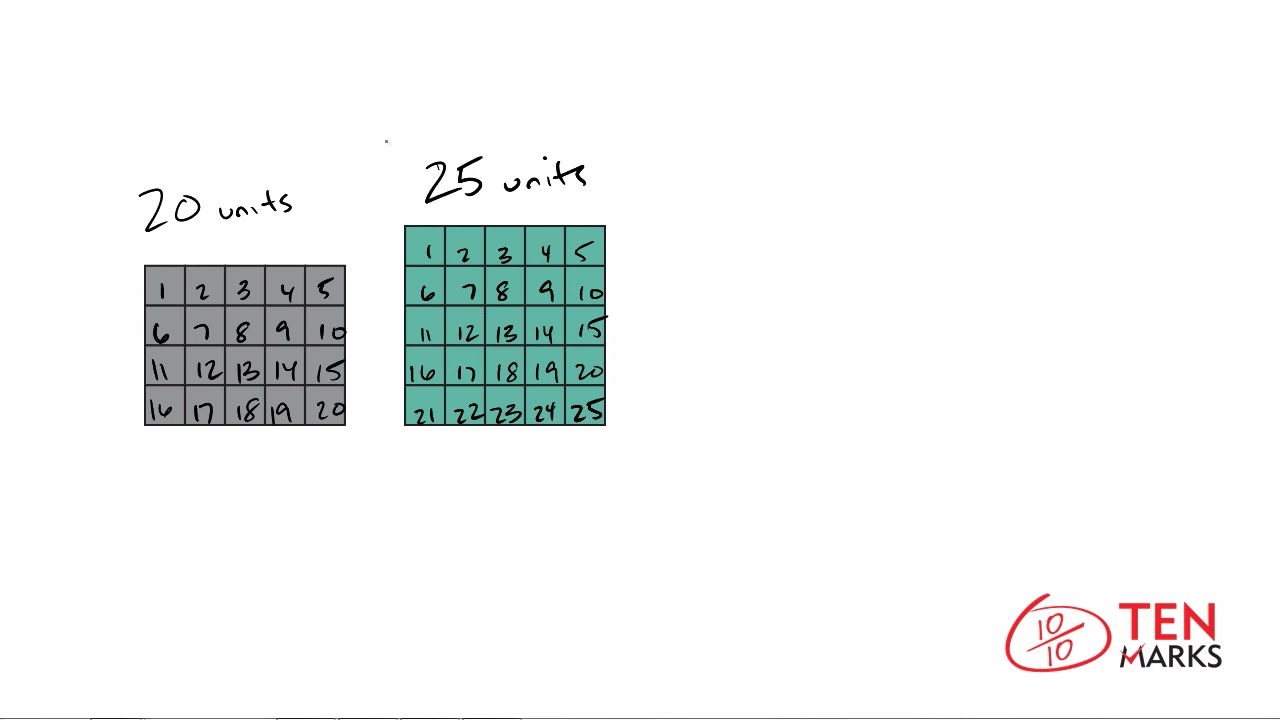 20 units
1 2 3 4 5
6 7 8 9 10
11 12 13 14 15
16 17 18 19 20
25 units
1 2 3 4 5
6 7 8 9 10
11 12 13 14 15
16 17 18 19 20
21 22 23 24 25
10
10
TEN
MARKS